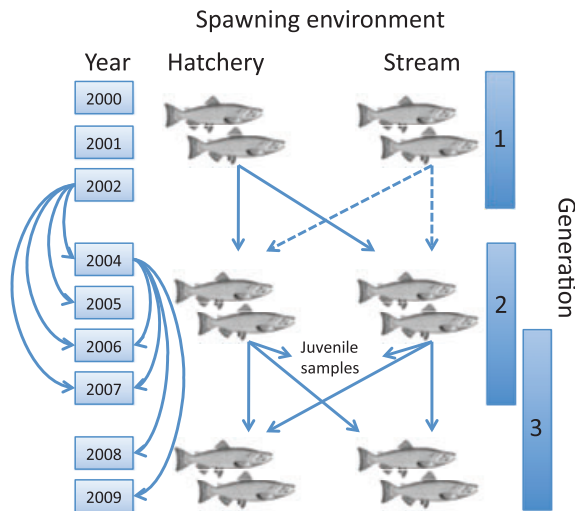 Spawning environment
Year Hatchery Stream
2000
2001
2002
2004
2005
2006
2007
2008
2009
Juvenile
samples
1
2
3
Generation